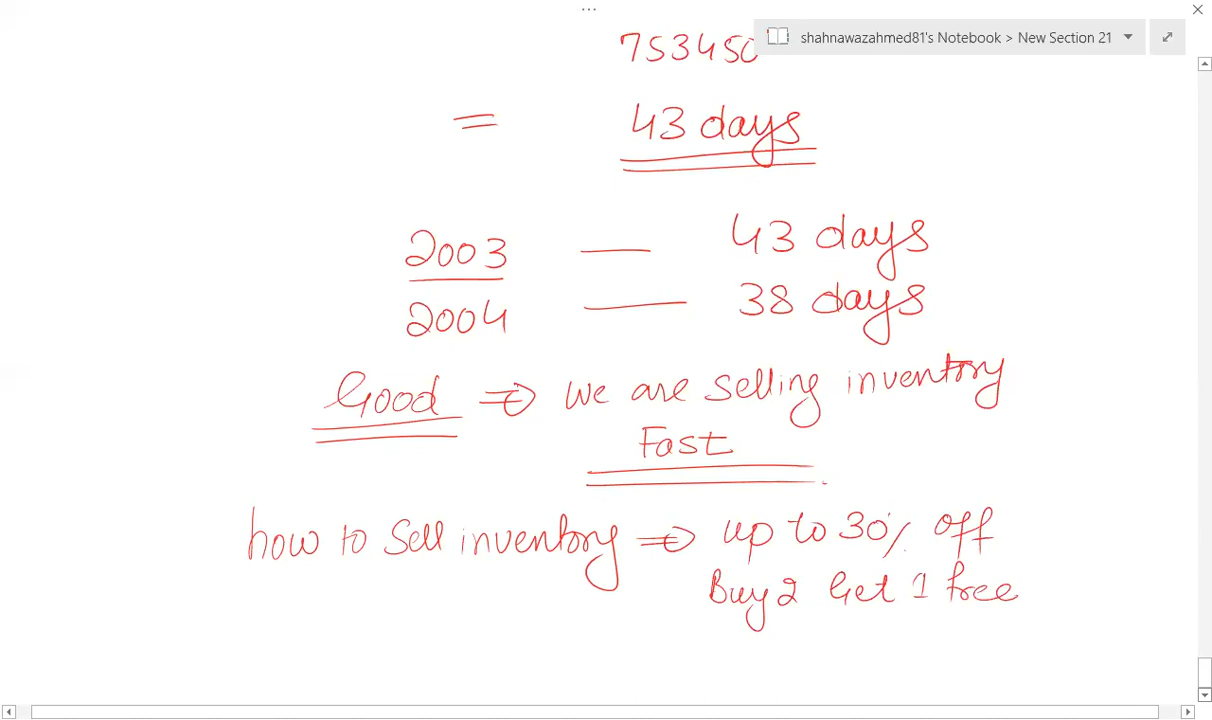 ...
shahnawazahmed81's Notebook > New Section 21
753450
= 43 days
2003 — 43 days
2004 — 38 days
Good ⇒ we are selling inventory
Fast
how to Sell inventory ⇒ up to 30% off
Buy 2 Get 1 free